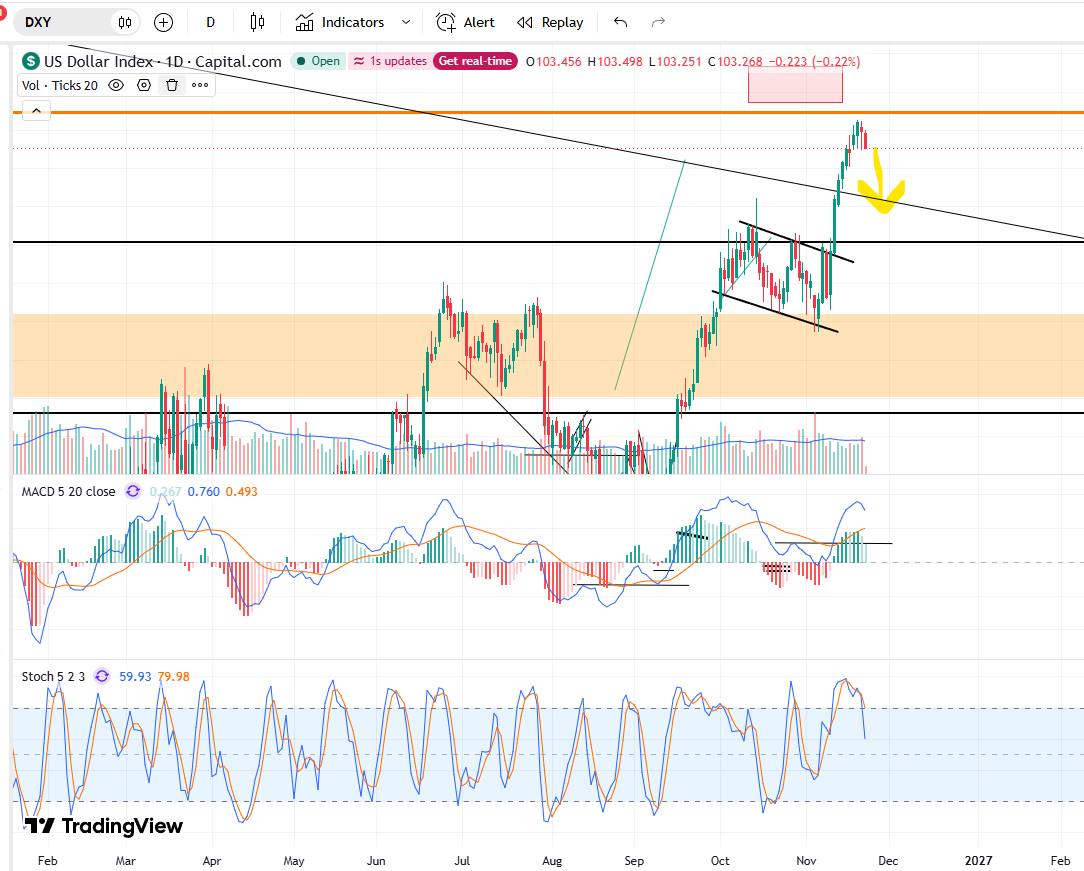 DXY D Indicators Alert Replay
US Dollar Index · 1D · Capital.com Open ≈ 1s updates Get real-time O103.456 H103.498 L103.251 C103.268 −0.223 (−0.22%)
Vol · Ticks 20
MACD 5 20 close 0.267 0.760 0.493
Stoch 5 2 3 59.93 79.98
TradingView
Feb Mar Apr May Jun Jul Aug Sep Oct Nov Dec 2027 Feb